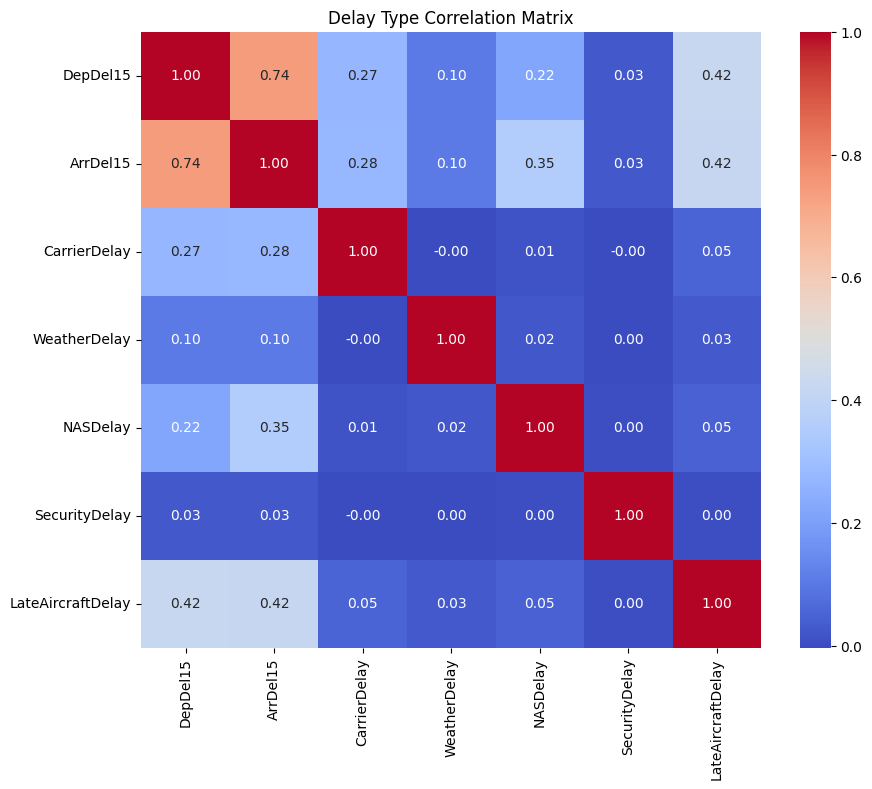 Delay Type Correlation Matrix
DepDel15 1.00 0.74 0.27 0.10 0.22 0.03 0.42
ArrDel15 0.74 1.00 0.28 0.10 0.35 0.03 0.42
CarrierDelay 0.27 0.28 1.00 -0.00 0.01 -0.00 0.05
WeatherDelay 0.10 0.10 -0.00 1.00 0.02 0.00 0.03
NASDelay 0.22 0.35 0.01 0.02 1.00 0.00 0.05
SecurityDelay 0.03 0.03 -0.00 0.00 0.00 1.00 0.00
LateAircraftDelay 0.42 0.42 0.05 0.03 0.05 0.00 1.00
DepDel15
ArrDel15
CarrierDelay
WeatherDelay
NASDelay
SecurityDelay
LateAircraftDelay
1.0
0.8
0.6
0.4
0.2
0.0